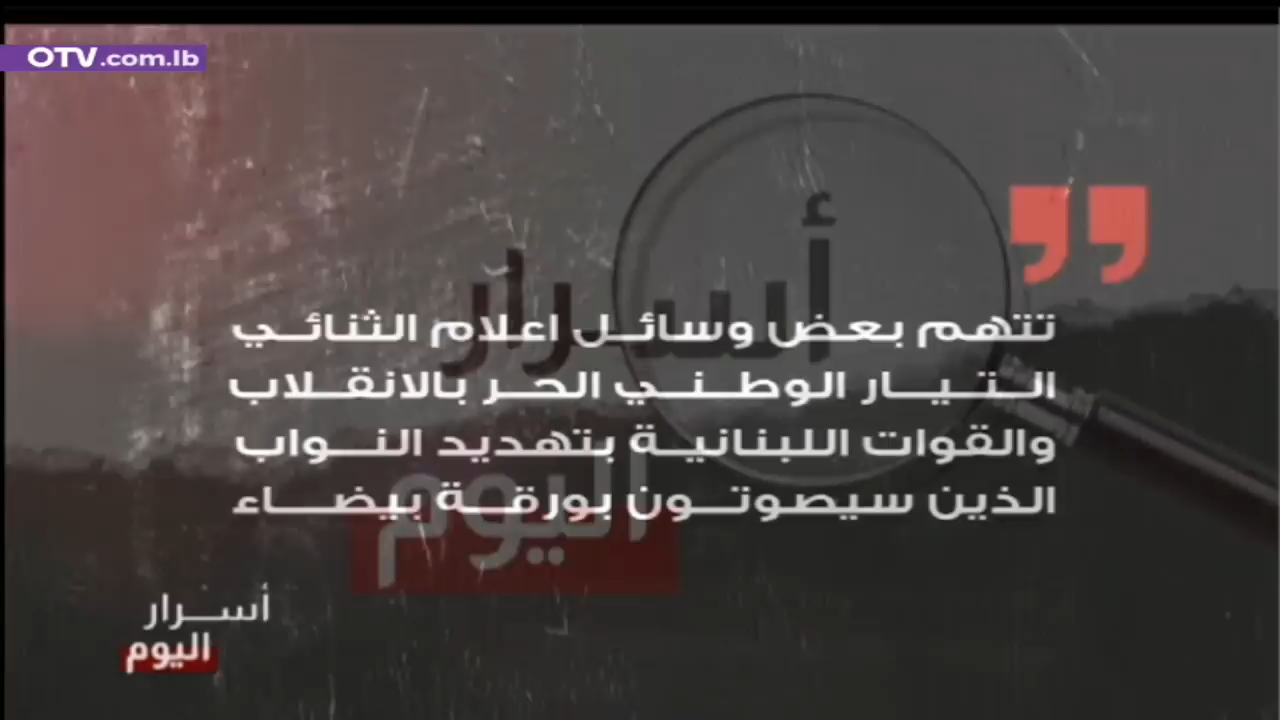 OTV.com.lb
أسرار
اليوم
تتهم بعض وسائل اعلام الثنائي
التيار الوطني الحر بالانقلاب
والقوات اللبنانية بتهديد النواب
الذين سيصوتون بورقة بيضاء
أسرار
اليوم